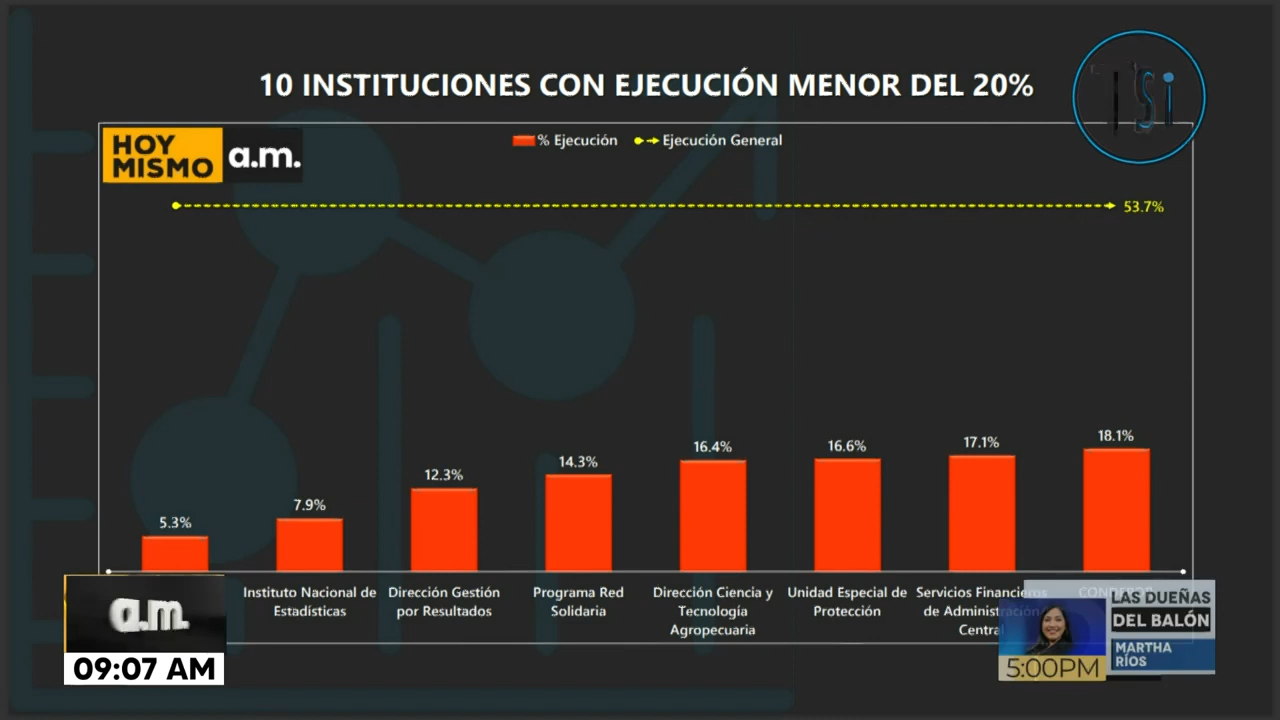 10 INSTITUCIONES CON EJECUCIÓN MENOR DEL 20%
TSi
HOY
MISMO
a.m.
% Ejecución
Ejecución General
53.7%
5.3%
7.9%
12.3%
14.3%
16.4%
16.6%
17.1%
18.1%
Instituto Nacional de
Estadísticas
Dirección Gestión
por Resultados
Programa Red
Solidaria
Dirección Ciencia y
Tecnología
Agropecuaria
Unidad Especial de
Protección
Servicios Financieros
de Administración
Central
a.m.
09:07 AM
LAS DUEÑAS
DEL BALÓN
MARTHA
RÍOS
5:00PM